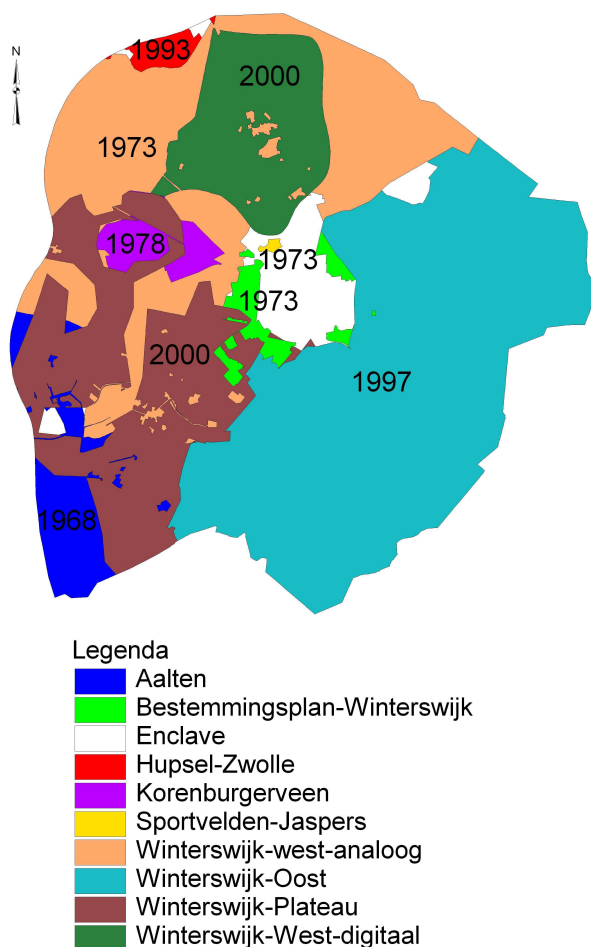 N
1993
2000
1973
1978
1973
1973
2000
1997
1968
Legenda
Aalten
Bestemmingsplan-Winterswijk
Enclave
Hupsel-Zwolle
Korenburgerveen
Sportvelden-Jaspers
Winterswijk-west-analoog
Winterswijk-Oost
Winterswijk-Plateau
Winterswijk-West-digitaal